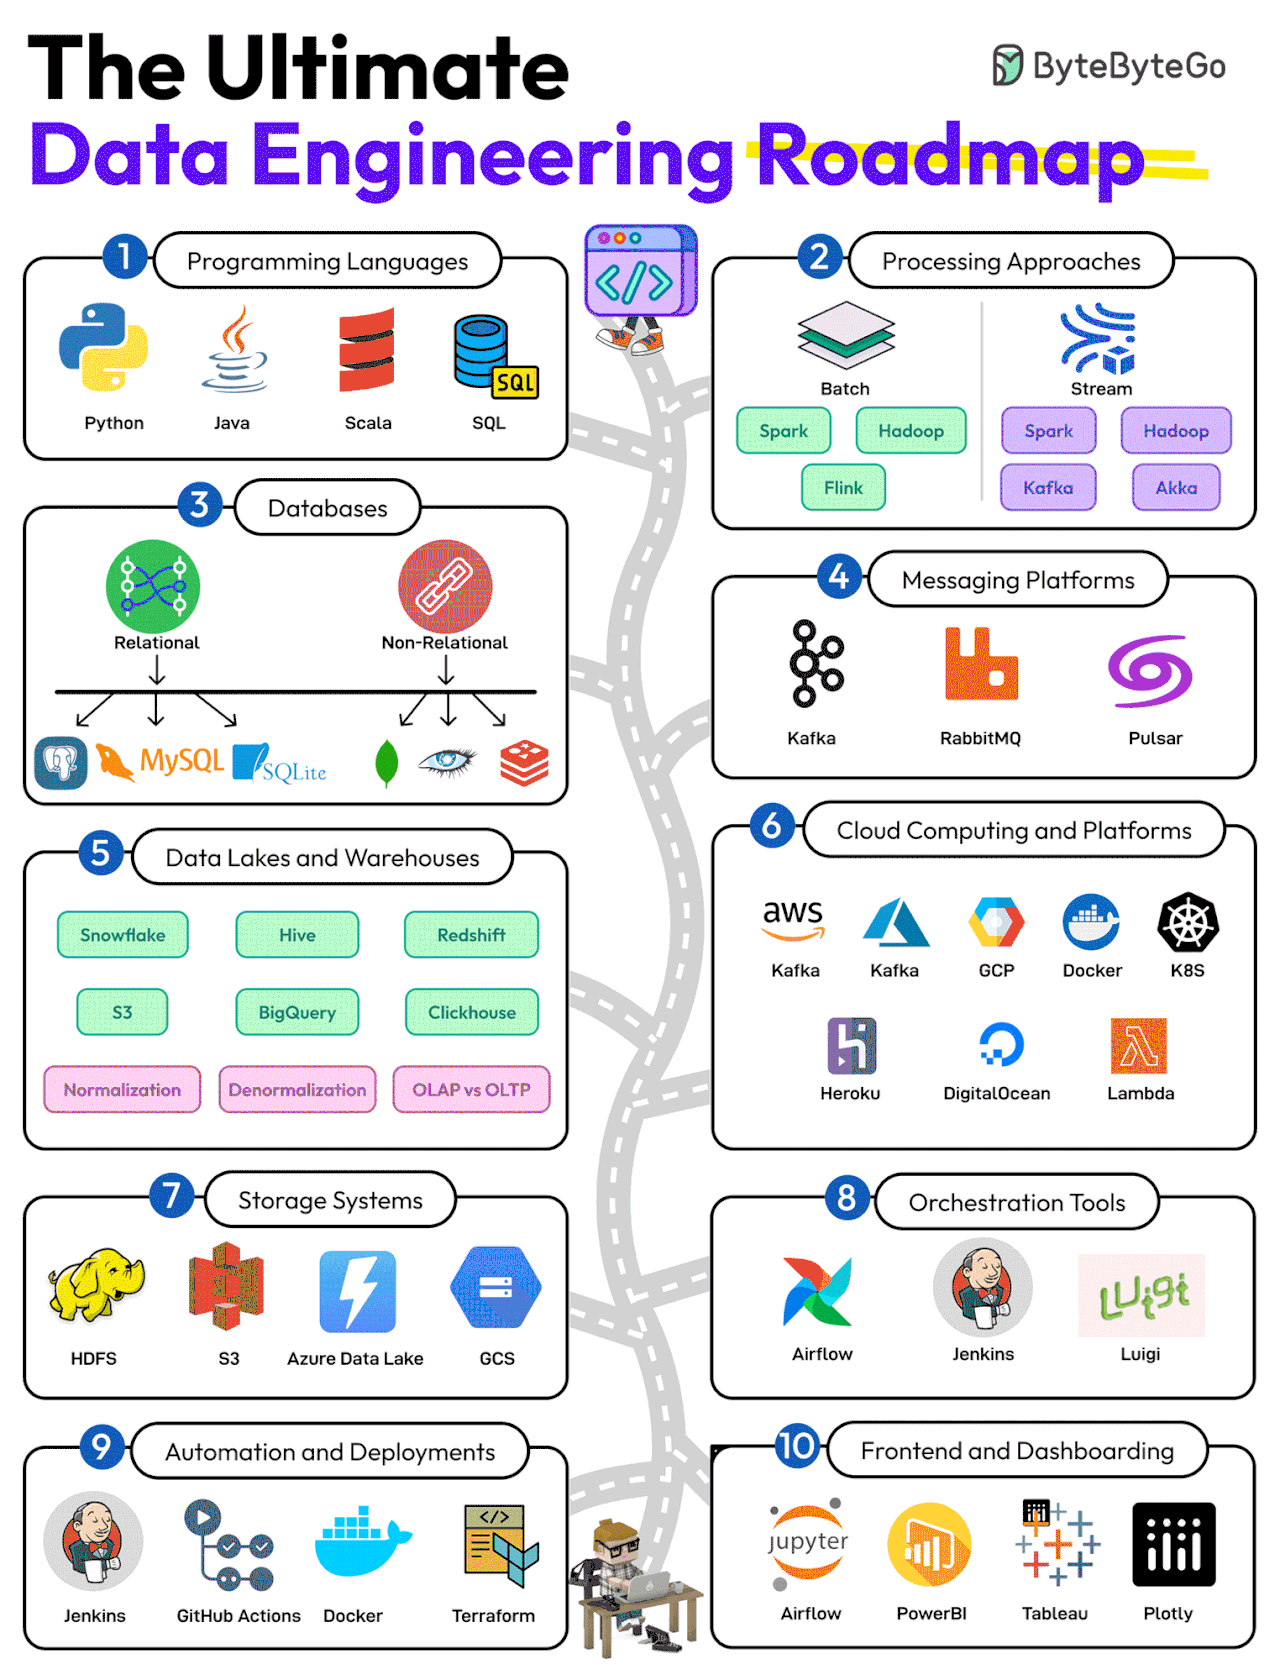 The Ultimate
Data Engineering Roadmap
ByteByteGo
1 Programming Languages
Python Java Scala SQL
SQL
2 Processing Approaches
Batch
Spark Hadoop
Flink
Stream
Spark Hadoop
Kafka Akka
3 Databases
Relational Non-Relational
MySQL SQLite
4 Messaging Platforms
Kafka RabbitMQ Pulsar
5 Data Lakes and Warehouses
Snowflake Hive Redshift
S3 BigQuery Clickhouse
Normalization Denormalization OLAP vs OLTP
6 Cloud Computing and Platforms
aws
Kafka Kafka GCP Docker K8S
Heroku DigitalOcean Lambda
7 Storage Systems
HDFS S3 Azure Data Lake GCS
8 Orchestration Tools
Luigi
Airflow Jenkins Luigi
9 Automation and Deployments
Jenkins GitHub Actions Docker Terraform
10 Frontend and Dashboarding
jupyter
Airflow PowerBI Tableau Plotly